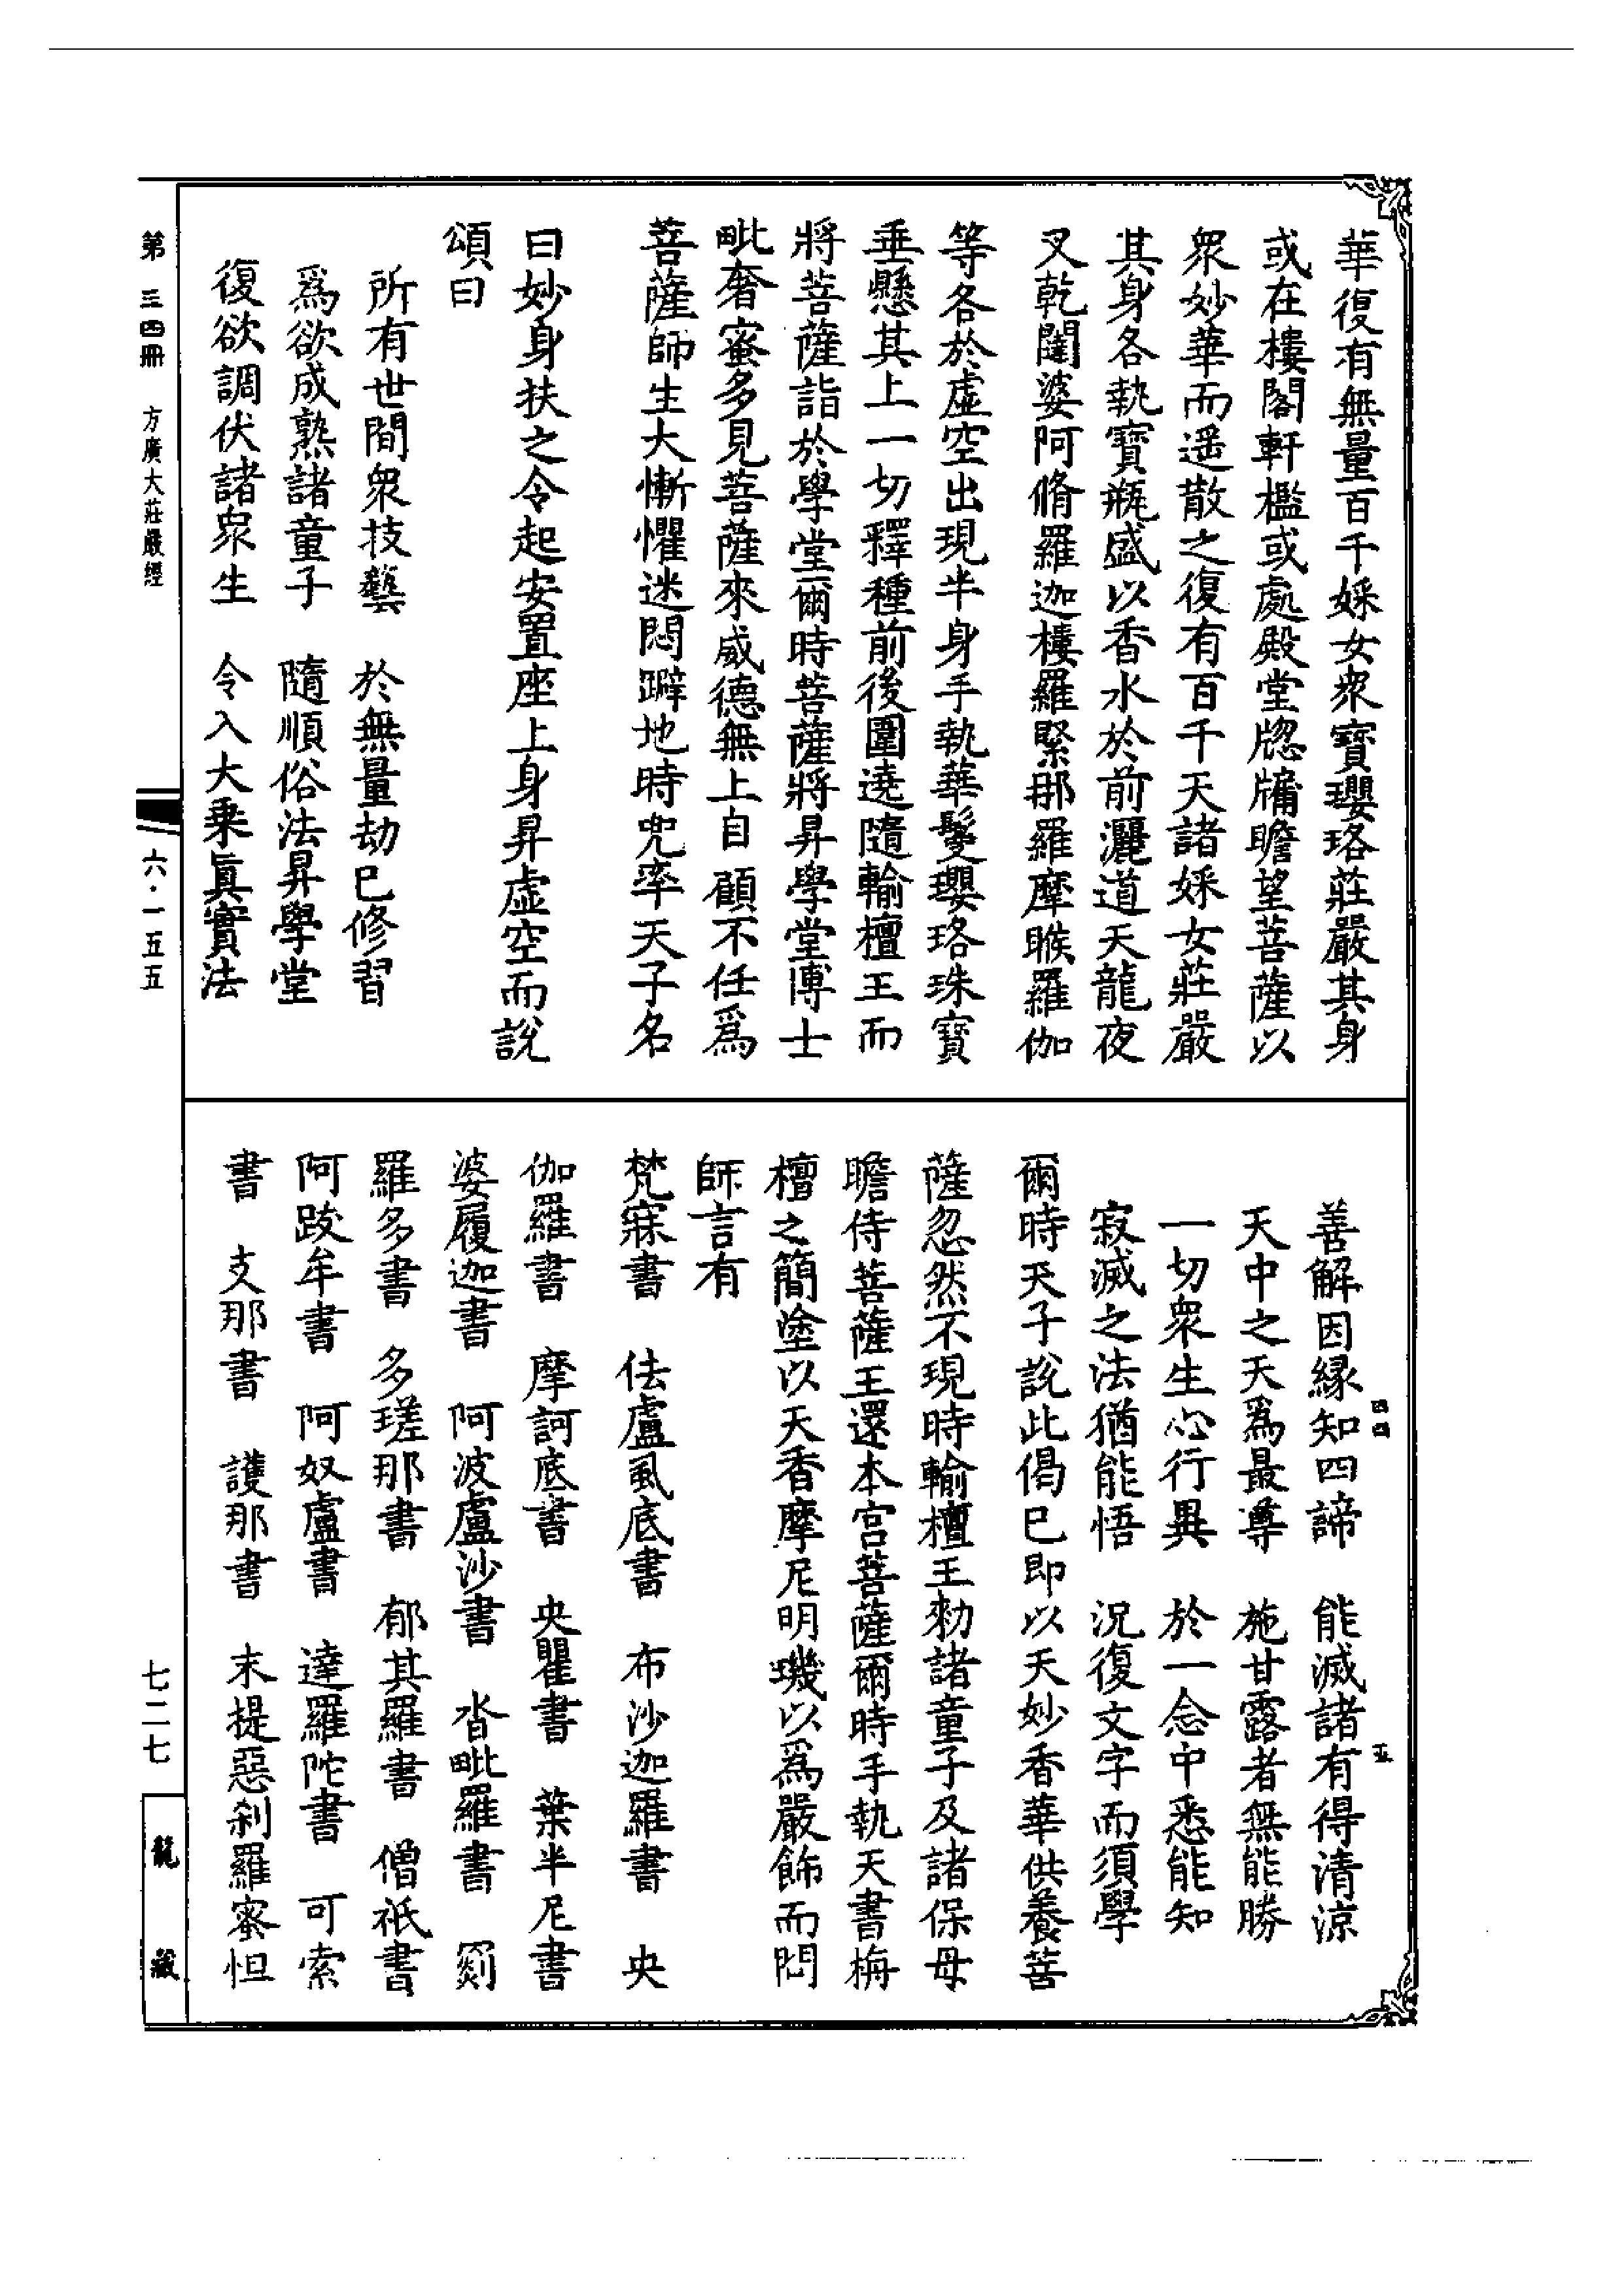 華復有無量百千婇女衆寶瓔珞莊嚴其身
或在樓閣軒檻或處殿堂牎牗瞻望菩薩以
衆妙華而遥散之復有百千天諸婇女莊嚴
其身各執寶瓶盛以香水於前灑道天龍夜
叉乾闥婆阿脩羅迦樓羅緊那羅摩睺羅伽
等各於虚空出現半身手執華鬘瓔珞珠寶
垂懸其上一切釋種前後圍遶隨輸檀王而
將菩薩詣於學堂爾時菩薩將昇學堂博士
毗奢蜜多見菩薩來威德無上自顧不任爲
菩薩師生大慚懼迷悶躃地時兜率天子名
曰妙身扶之令起安置座上身昇虚空而說
頌曰
所有世間衆技藝　於無量劫已修習
爲欲成熟諸童子　隨順俗法昇學堂
復欲調伏諸衆生　令入大乗眞實法
善解因縁知四諦　能滅諸有得清涼
天中之天爲最尊　施甘露者無能勝
一切衆生心行異　於一念中悉能知
寂滅之法猶能悟　況復文字而須學
爾時天子說此偈已即以天妙香華供養菩
薩忽然不現時輸檀王勑諸童子及諸保母
瞻侍菩薩王還本宫菩薩爾時手執天書栴
檀之簡塗以天香摩尼明璣以爲嚴飾而問
師言有
梵寐書　佉盧虱底書　布沙迦羅書　央
伽羅書　摩訶底書　央瞿書　葉半尼書
婆履迦書　阿波盧沙書　沓毗羅書　罽
羅多書　多瑳那書　郁其羅書　僧祇書
阿跋牟書　阿奴盧書　達羅陀書　可索
書　支那書　護那書　末提惡刹羅蜜怛
第三四冊　方廣大莊嚴經
六·一五五
七二七
龍藏